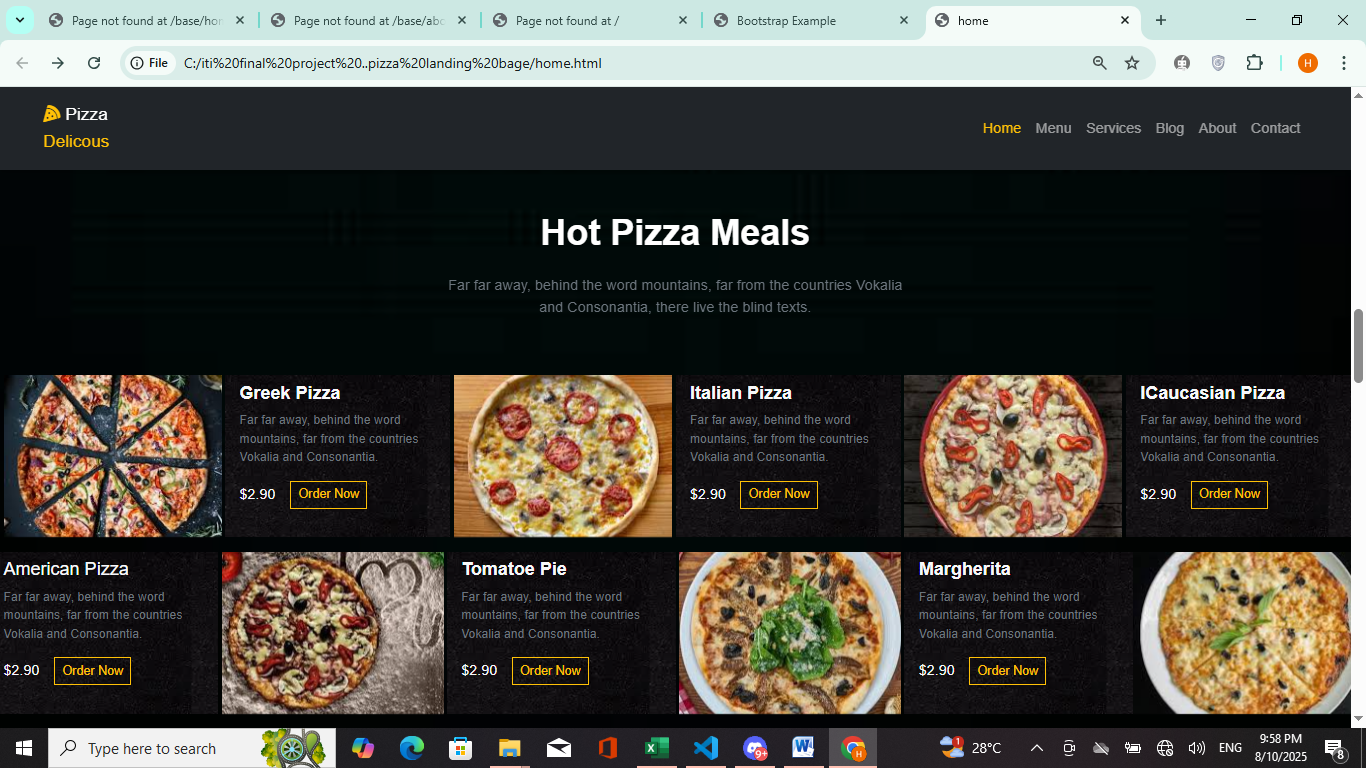 Page not found at /base/hom
Page not found at /base/abo
Page not found at /
Bootstrap Example
home
File
C:/iti%20final%20project%20..pizza%20landing%20bage/home.html
H
Pizza
Delicous
Home
Menu
Services
Blog
About
Contact
Hot Pizza Meals
Far far away, behind the word mountains, far from the countries Vokalia
and Consonantia, there live the blind texts.
Greek Pizza
Far far away, behind the word
mountains, far from the countries
Vokalia and Consonantia.
$2.90
Order Now
Italian Pizza
Far far away, behind the word
mountains, far from the countries
Vokalia and Consonantia.
$2.90
Order Now
ICaucasian Pizza
Far far away, behind the word
mountains, far from the countries
Vokalia and Consonantia.
$2.90
Order Now
American Pizza
Far far away, behind the word
mountains, far from the countries
Vokalia and Consonantia.
$2.90
Order Now
Tomatoe Pie
Far far away, behind the word
mountains, far from the countries
Vokalia and Consonantia.
$2.90
Order Now
Margherita
Far far away, behind the word
mountains, far from the countries
Vokalia and Consonantia.
$2.90
Order Now
Type here to search
9+
H
1
28°C
ENG
9:58 PM
8/10/2025
8